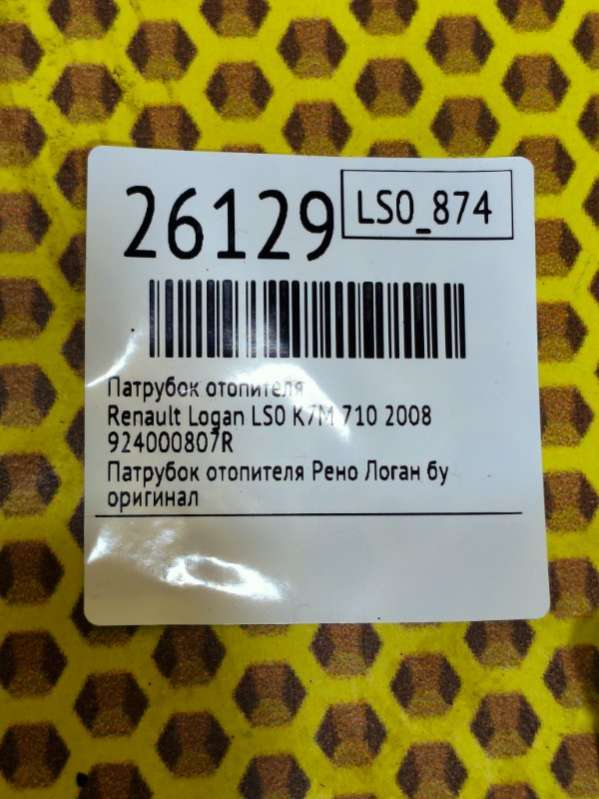 26129
LS0_874
Патрубок отопителя
Renault Logan LS0 K7M 710 2008
924000807R
Патрубок отопителя Рено Логан бу
оригинал